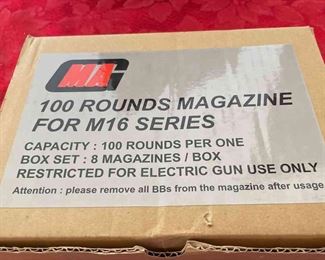 MAG
100 ROUNDS MAGAZINE
FOR M16 SERIES
CAPACITY : 100 ROUNDS PER ONE
BOX SET : 8 MAGAZINES / BOX
RESTRICTED FOR ELECTRIC GUN USE ONLY
Attention : please remove all BBs from the magazine after usage